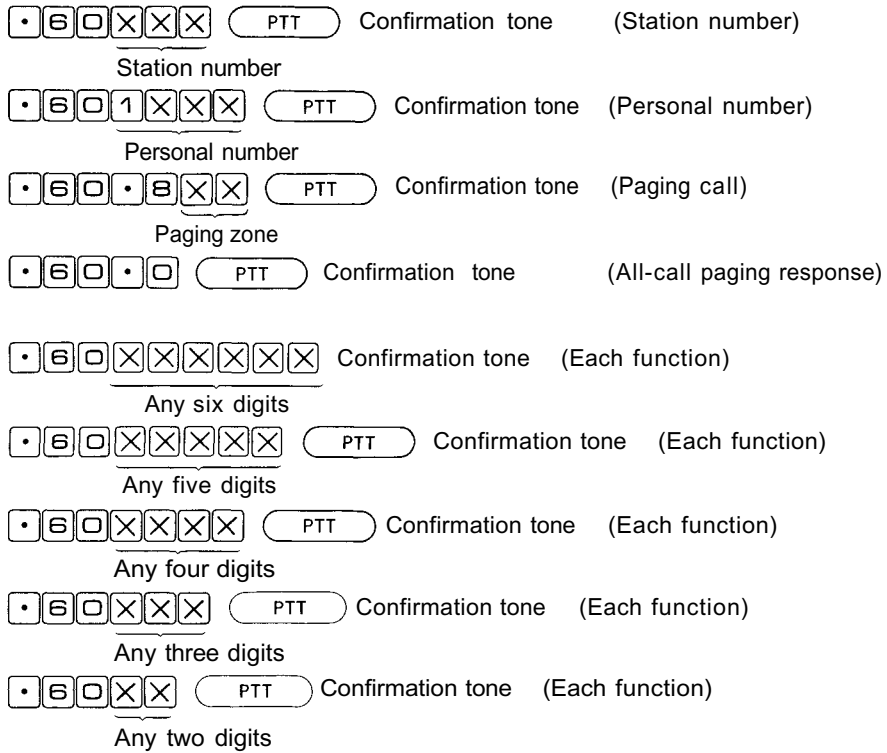 · 6 0 X X X PTT Confirmation tone (Station number)
Station number
· 6 0 1 X X X PTT Confirmation tone (Personal number)
Personal number
· 6 0 · 8 X X PTT Confirmation tone (Paging call)
Paging zone
· 6 0 · 0 PTT Confirmation tone (All-call paging response)
· 6 0 X X X X X X Confirmation tone (Each function)
Any six digits
· 6 0 X X X X X PTT Confirmation tone (Each function)
Any five digits
· 6 0 X X X X PTT Confirmation tone (Each function)
Any four digits
· 6 0 X X X PTT Confirmation tone (Each function)
Any three digits
· 6 0 X X PTT Confirmation tone (Each function)
Any two digits